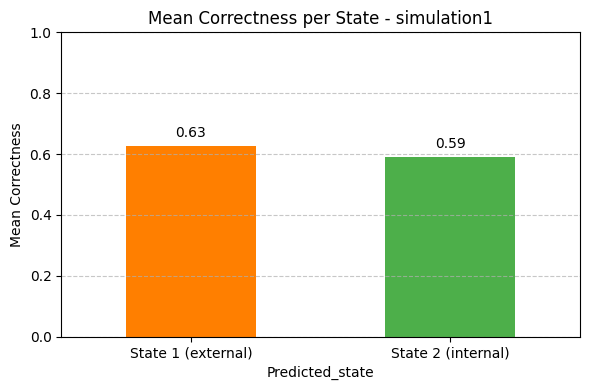 Mean Correctness per State - simulation1
Mean Correctness
1.0
0.8
0.6
0.4
0.2
0.0
0.63
0.59
State 1 (external)
State 2 (internal)
Predicted_state